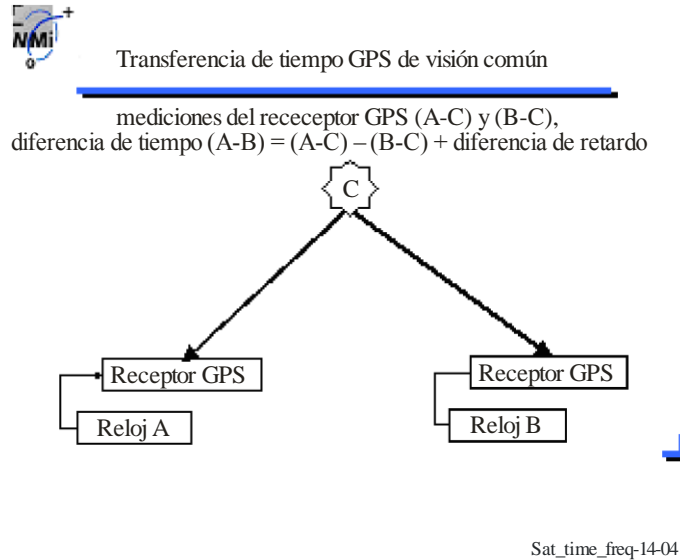 NMi
Transferencia de tiempo GPS de visión común
mediciones del receceptor GPS (A-C) y (B-C),
diferencia de tiempo (A-B) = (A-C) – (B-C) + diferencia de retardo
C
Receptor GPS
Receptor GPS
Reloj A
Reloj B
Sat_time_freq-14-04